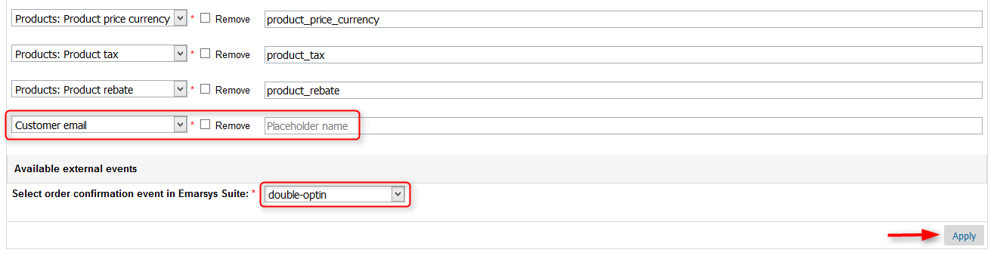 Products: Product price currency * Remove product_price_currency
Products: Product tax * Remove product_tax
Products: Product rebate * Remove product_rebate
Customer email * Remove Placeholder name
Available external events
Select order confirmation event in Emarsys Suite: * double-optin
Apply